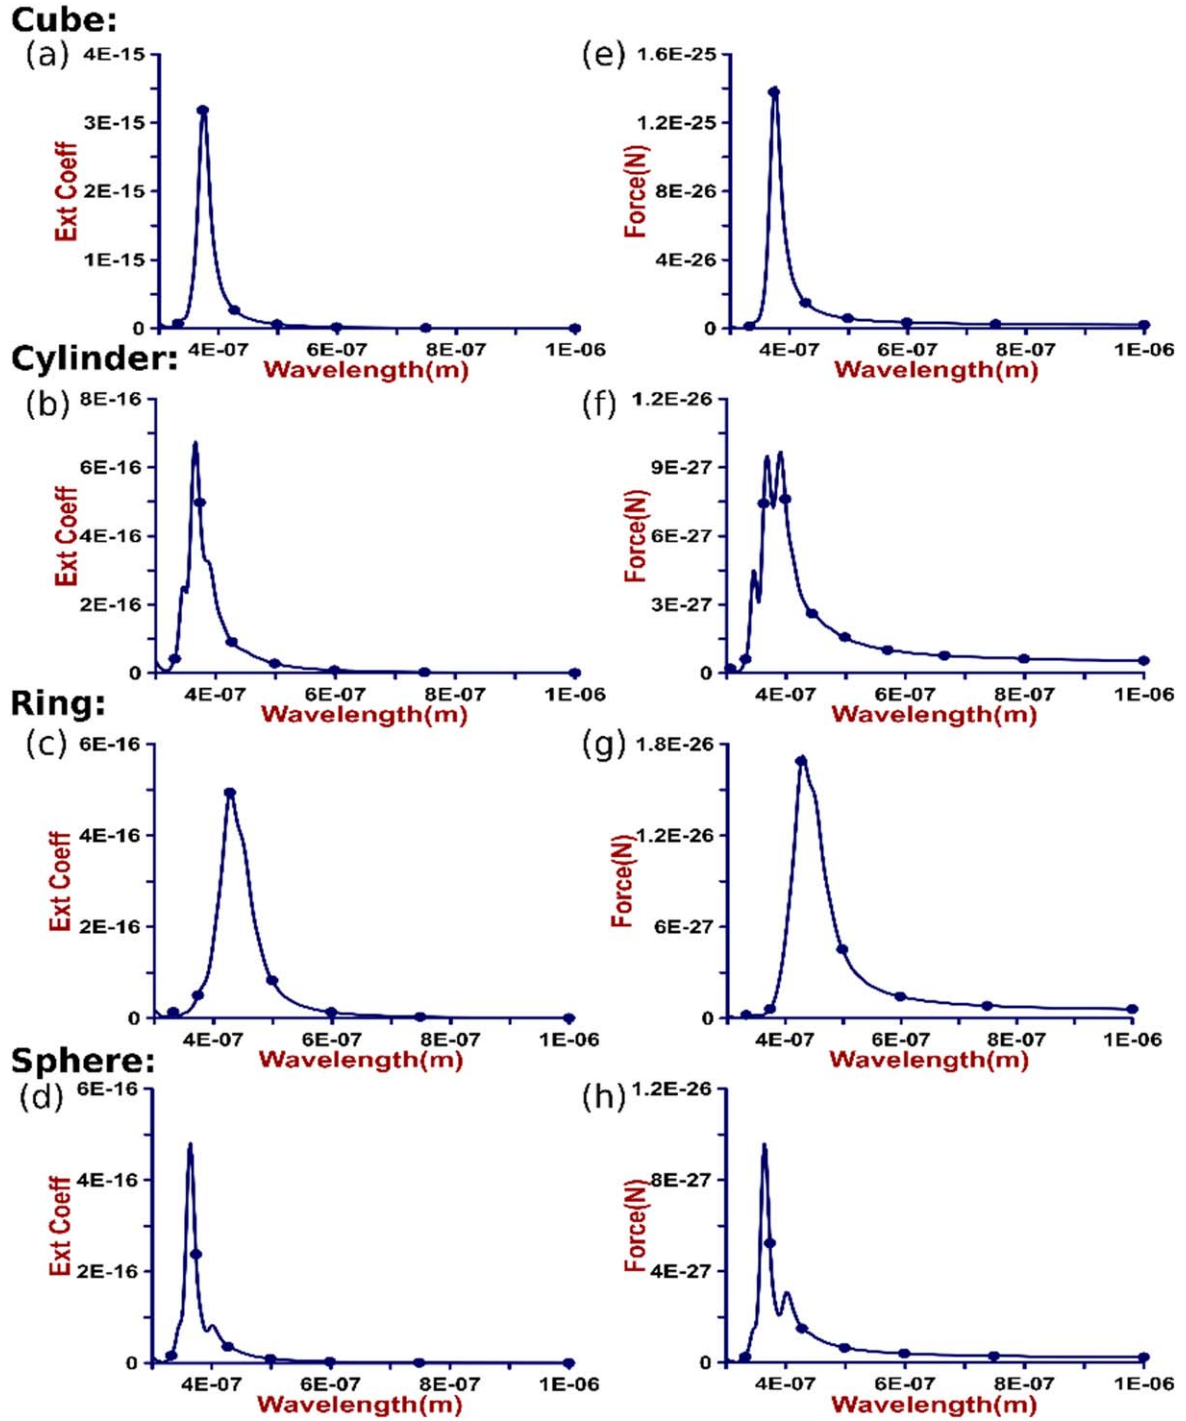 Cube:
(a) 4E-15
3E-15
2E-15
1E-15
0
Ext Coeff
4E-07 6E-07 8E-07 1E-06
Wavelength(m)
(e) 1.6E-25
1.2E-25
8E-26
4E-26
0
Force(N)
4E-07 6E-07 8E-07 1E-06
Wavelength(m)
Cylinder:
(b) 8E-16
6E-16
4E-16
2E-16
0
Ext Coeff
4E-07 6E-07 8E-07 1E-06
Wavelength(m)
(f) 1.2E-26
9E-27
6E-27
3E-27
0
Force(N)
4E-07 6E-07 8E-07 1E-06
Wavelength(m)
Ring:
(c) 6E-16
4E-16
2E-16
0
Ext Coeff
4E-07 6E-07 8E-07 1E-06
Wavelength(m)
(g) 1.8E-26
1.2E-26
6E-27
0
Force(N)
4E-07 6E-07 8E-07 1E-06
Wavelength(m)
Sphere:
(d) 6E-16
4E-16
2E-16
0
Ext Coeff
4E-07 6E-07 8E-07 1E-06
Wavelength(m)
(h) 1.2E-26
8E-27
4E-27
0
Force(N)
4E-07 6E-07 8E-07 1E-06
Wavelength(m)